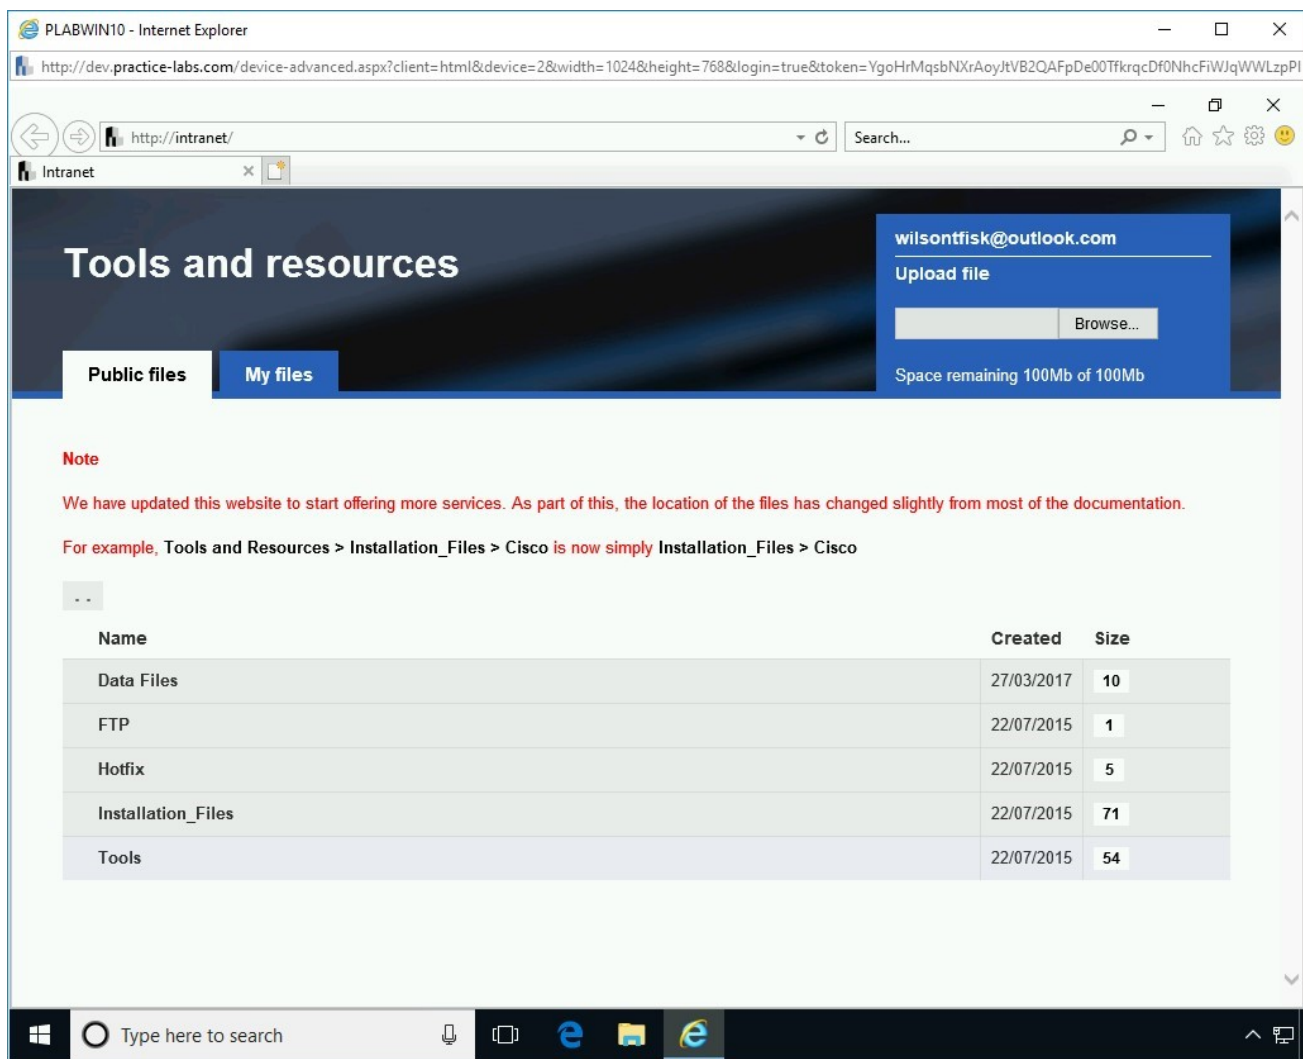 PLABWIN10 - Internet Explorer
http://dev.practice-labs.com/device-advanced.aspx?client=html&device=2&width=1024&height=768&login=true&token=YgoHrMqsbNXrAoyJtVB2QAFpDe00TfkrqcDf0NhcFiWJqWWLzpPI
http://intranet/
Search...
Intranet
Tools and resources
wilsontfisk@outlook.com
Upload file
Browse...
Public files My files
Space remaining 100Mb of 100Mb
Note
We have updated this website to start offering more services. As part of this, the location of the files has changed slightly from most of the documentation.
For example, Tools and Resources > Installation_Files > Cisco is now simply Installation_Files > Cisco
. .
Name Created Size
Data Files 27/03/2017 10
FTP 22/07/2015 1
Hotfix 22/07/2015 5
Installation_Files 22/07/2015 71
Tools 22/07/2015 54
Type here to search